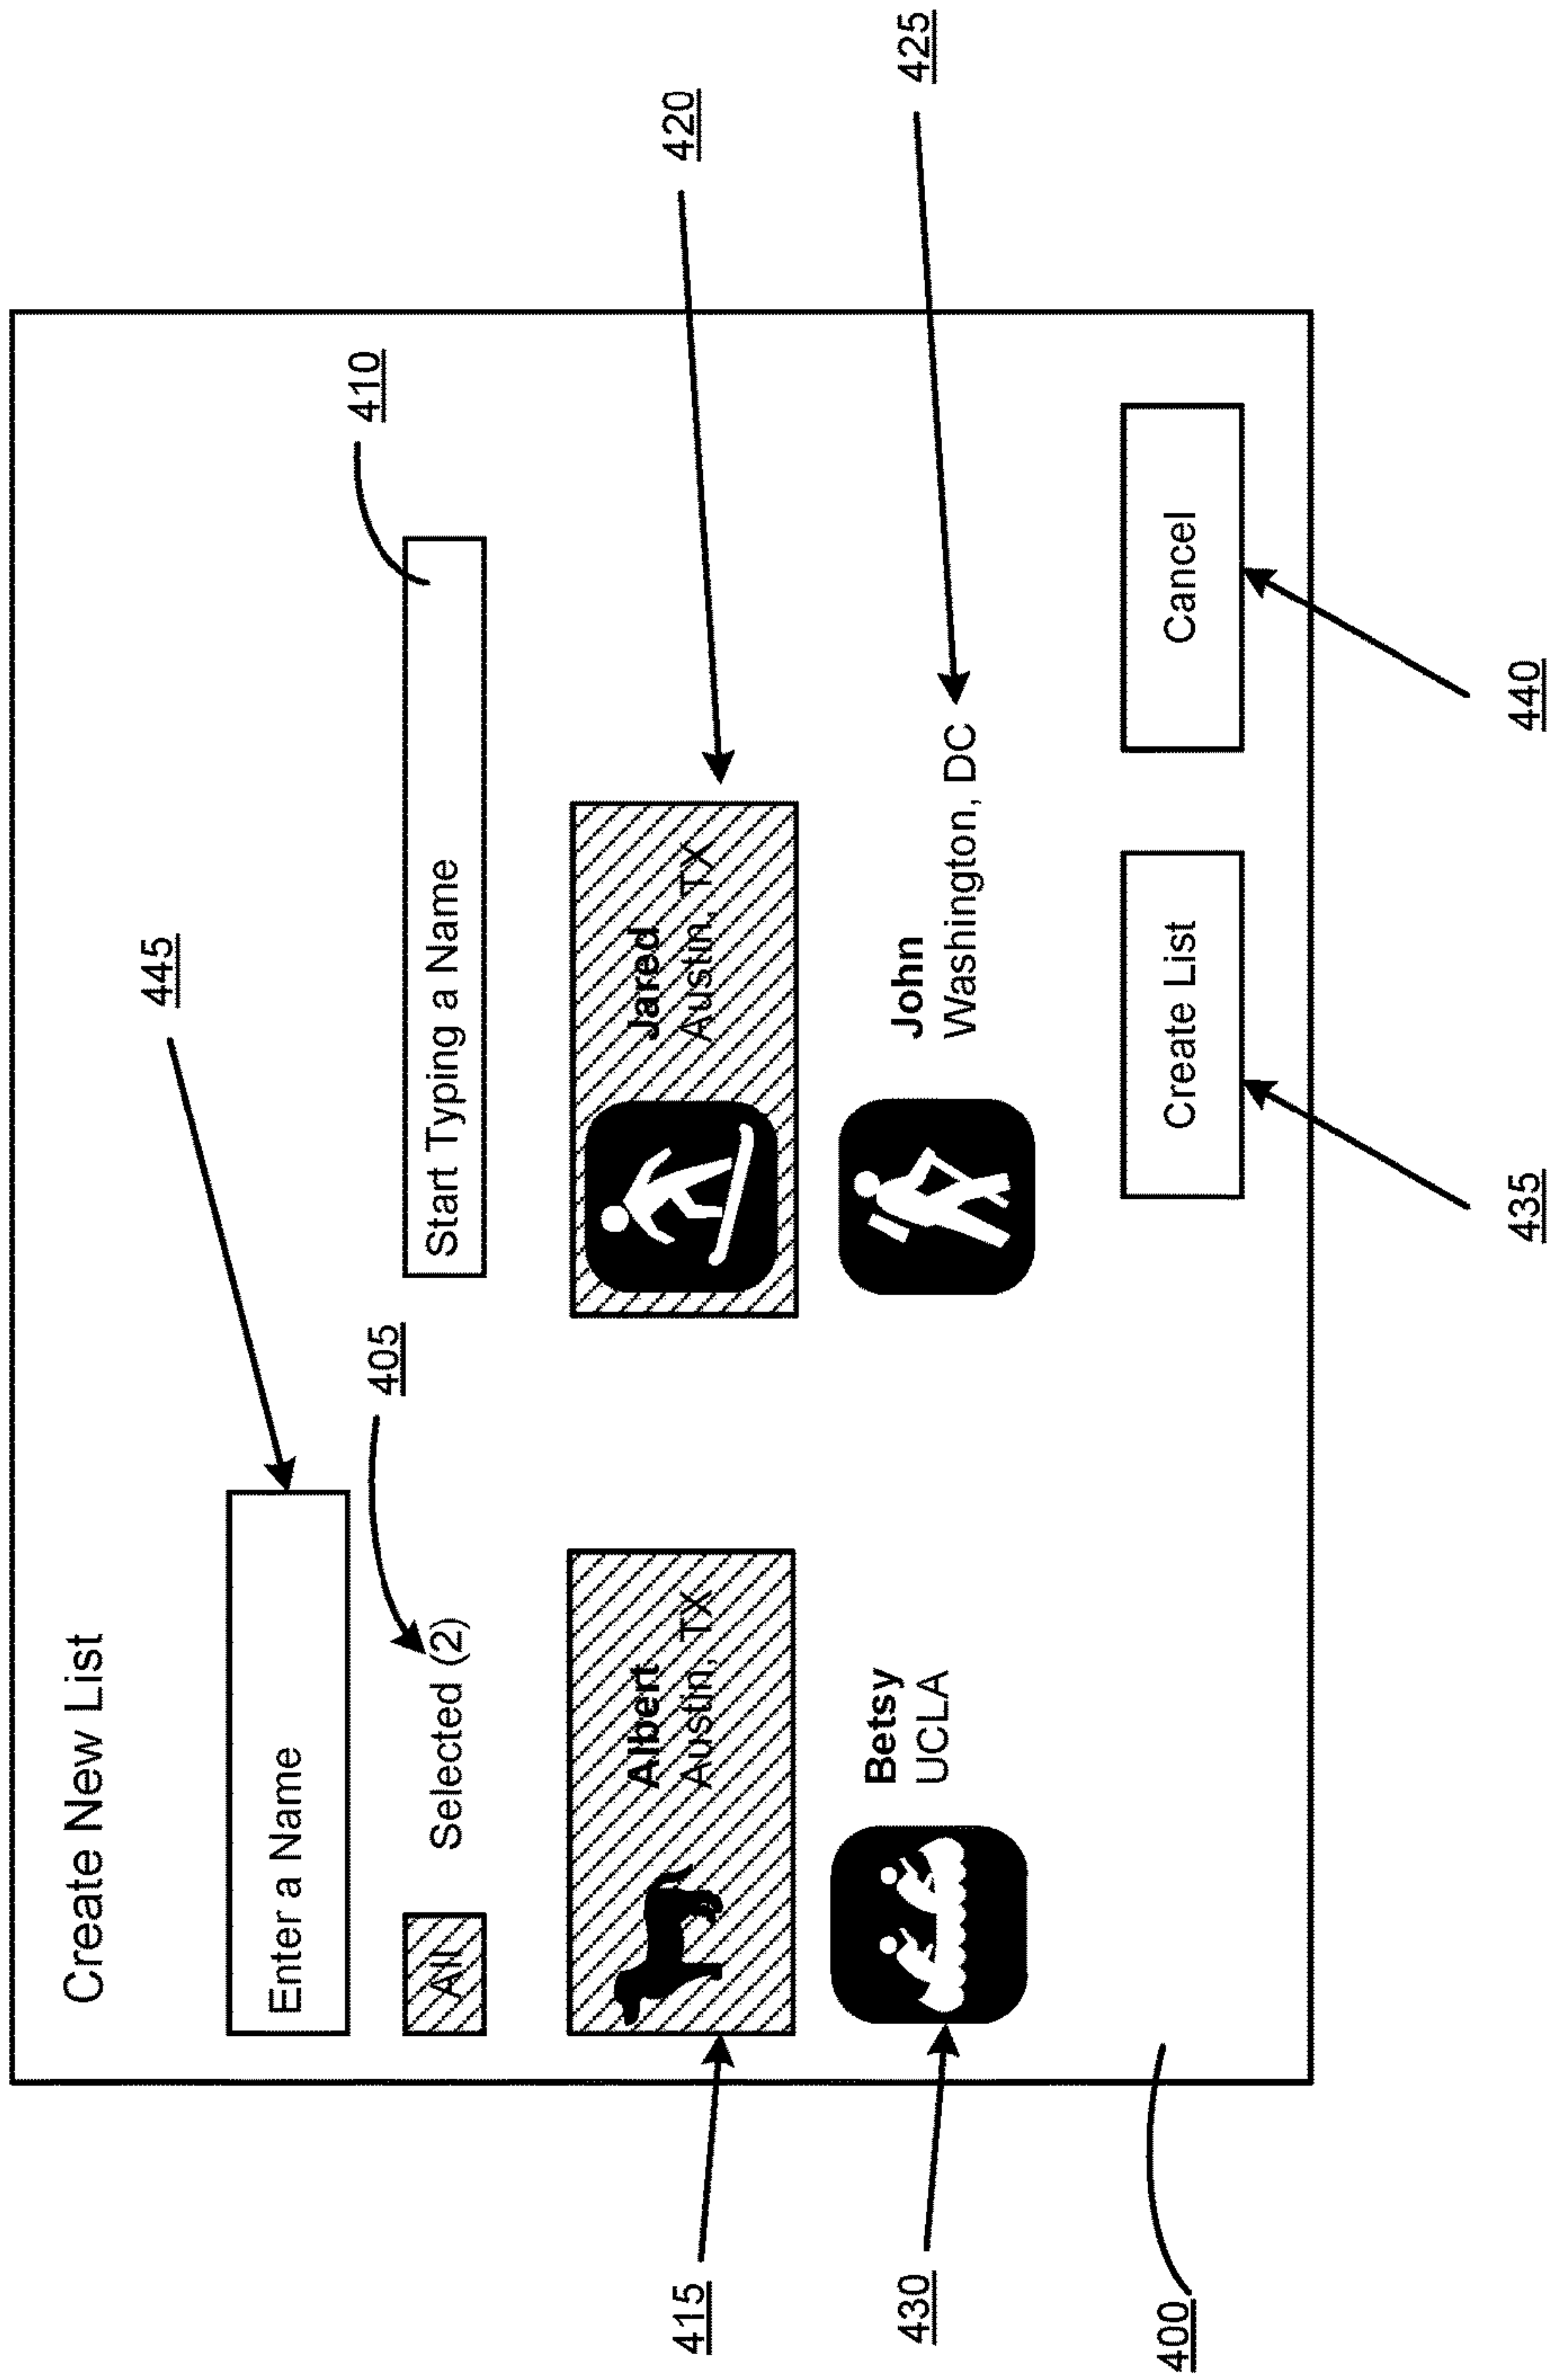 Create New List
445
Enter a Name
405
410
All
Selected (2)
Start Typing a Name
420
415
Albert
Austin, TX
Jared
Austin, TX
425
430
Betsy
UCLA
John
Washington, DC
Create List
Cancel
400
435
440